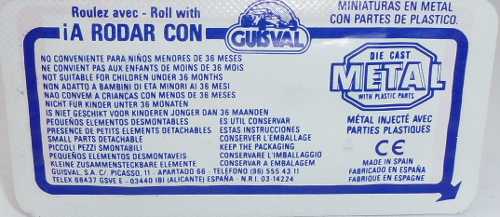 Roulez avec - Roll with
¡A RODAR CON
GUISVAL
MINIATURAS EN METAL
CON PARTES DE PLASTICO.
NO CONVENIENTE PARA NIÑOS MENORES DE 36 MESES
NE CONVIENT PAS AUX ENFANTS DE MOINS DE 36 MOIS
NOT SUITABLE FOR CHILDREN UNDER 36 MONTHS
NON ADATTO A BAMBINI DI ETA MINORI AI 36 MESI
NAO CONVEM A CRIANÇAS COM MENOS DE 36 MESES
NICHT FUR KINDER UNTER 36 MONATEN
IS NIET GESCHIKT VOOR KINDEREN JONGER DAN 36 MAANDEN
PEQUEÑOS ELEMENTOS DESMONTABLES
PRESENCE DE PETITS ELEMENTS DETACHABLES
SMALL PARTS DETACHABLE
PICCOLI PEZZI SMONTABILI
PEQUEÑOS ELEMENTOS DESMONTAVEIS
KLEINE ZUSAMMENSTECKBARE ELEMENTE
ES UTIL CONSERVAR
ESTAS INSTRUCCIONES
CONSERVER L'EMBALLAGE
KEEP THE PACKAGING
CONSERVARE L'IMBALLAGGIO
CONSERVAR A EMBALAGEM
GUISVAL, S.A. C/ PICASSO, 11 - APARTADO 66 - TELEFONO (96) 555 43 11
TELEX 68437 GSVE E - 03440 IBI (ALICANTE) ESPAÑA - N.R.I. 03-14224
DIE CAST
METAL
WITH PLASTIC PARTS
MÉTAL INJECTÉ AVEC
PARTIES PLASTIQUES
CE
MADE IN SPAIN
FABRICADO EN ESPAÑA
FABRIQUE EN ESPAGNE